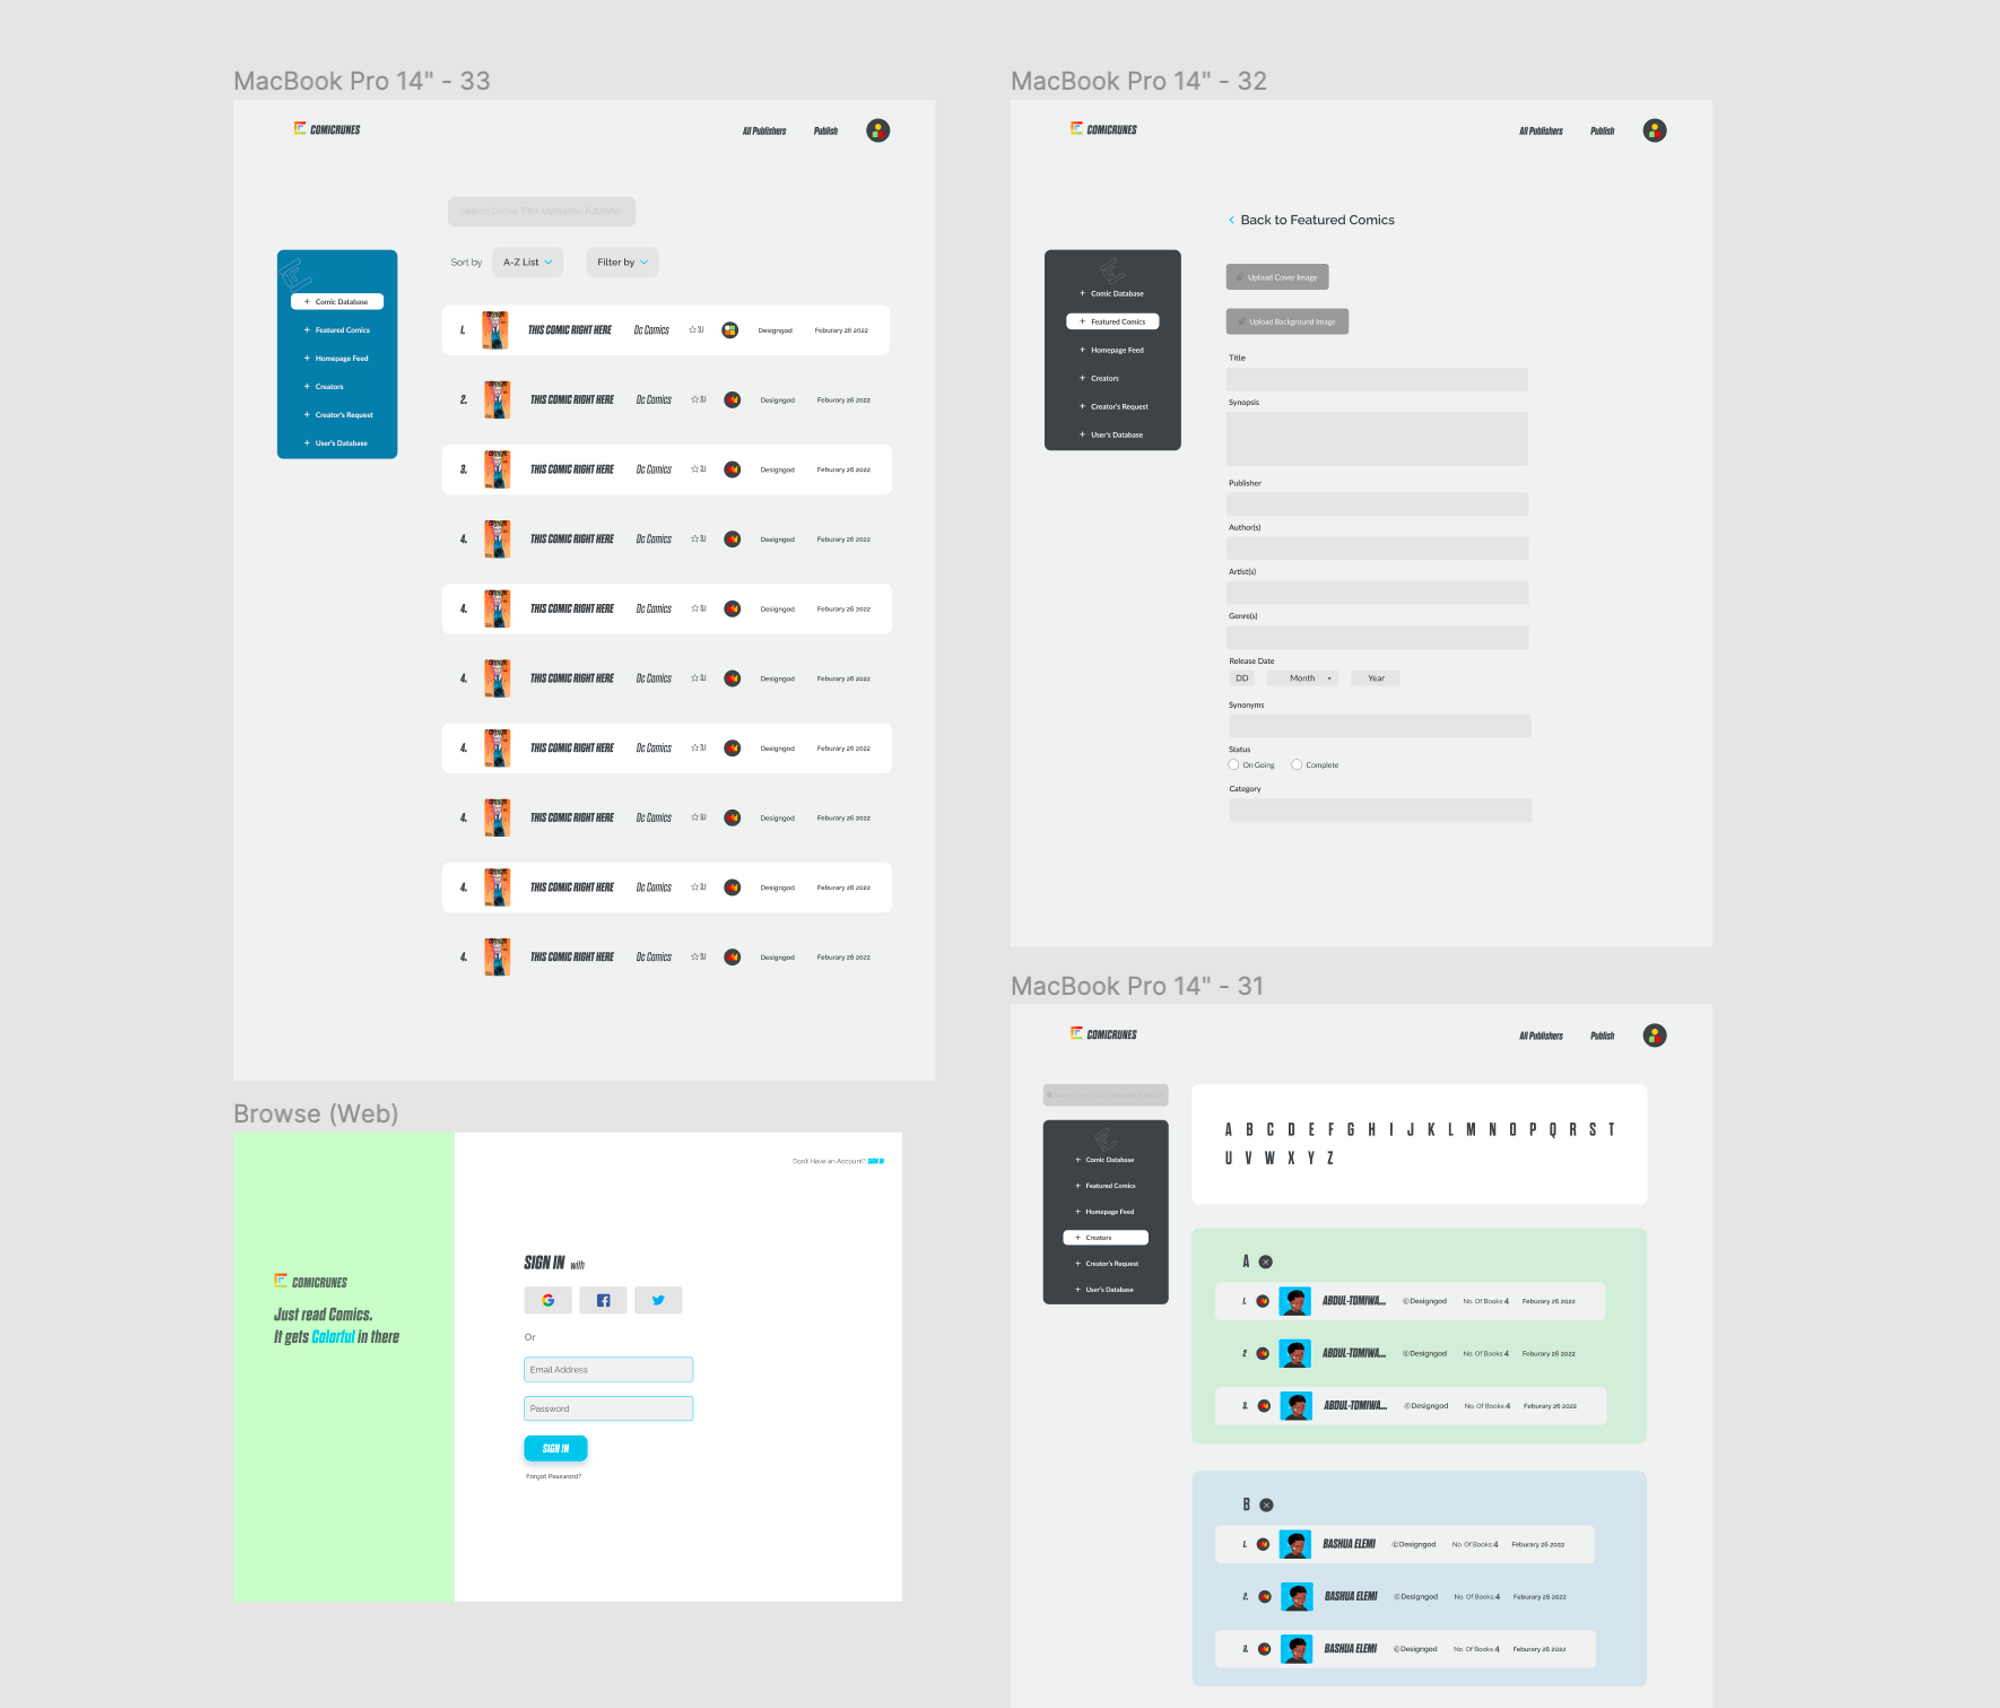 MacBook Pro 14" - 33
COMICRUNES
All Publishers
Publish
Search Comic Title, Uploader, Publisher
Sort by
A-Z List
Filter by
Comic Database
Featured Comics
Homepage Feed
Creators
Creator's Request
User's Database
1. THIS COMIC RIGHT HERE Dc Comics Designgod Feburary 26 2022
2. THIS COMIC RIGHT HERE Dc Comics Designgod Feburary 26 2022
3. THIS COMIC RIGHT HERE Dc Comics Designgod Feburary 26 2022
4. THIS COMIC RIGHT HERE Dc Comics Designgod Feburary 26 2022
4. THIS COMIC RIGHT HERE Dc Comics Designgod Feburary 26 2022
4. THIS COMIC RIGHT HERE Dc Comics Designgod Feburary 26 2022
4. THIS COMIC RIGHT HERE Dc Comics Designgod Feburary 26 2022
4. THIS COMIC RIGHT HERE Dc Comics Designgod Feburary 26 2022
4. THIS COMIC RIGHT HERE Dc Comics Designgod Feburary 26 2022
4. THIS COMIC RIGHT HERE Dc Comics Designgod Feburary 26 2022
MacBook Pro 14" - 32
COMICRUNES
All Publishers
Publish
Comic Database
Featured Comics
Homepage Feed
Creators
Creator's Request
User's Database
Back to Featured Comics
Upload Cover Image
Upload Background Image
Title
Synopsis
Publisher
Author(s)
Artist(s)
Genre(s)
Release Date
DD
Month
Year
Synonyms
Status
On Going
Complete
Category
Browse (Web)
COMICRUNES
Just read Comics.
It gets Colorful in there
Don't Have an Account? SIGN IN
SIGN IN with
Or
Email Address
Password
SIGN IN
Forgot Password?
MacBook Pro 14" - 31
COMICRUNES
All Publishers
Publish
Comic Database
Featured Comics
Homepage Feed
Creators
Creator's Request
User's Database
A B C D E F G H I J K L M N O P Q R S T
U V W X Y Z
A
1. ABDUL-TOMIWA... ©Designgod No. Of Books:4 Feburary 26 2022
2 ABDUL-TOMIWA... ©Designgod No. Of Books:4 Feburary 26 2022
3. ABDUL-TOMIWA... ©Designgod No. Of Books:4 Feburary 26 2022
B
1. BASHUA ELEMI ©Designgod No. Of Books:4 Feburary 26 2022
2. BASHUA ELEMI ©Designgod No. Of Books:4 Feburary 26 2022
3. BASHUA ELEMI ©Designgod No. Of Books:4 Feburary 26 2022